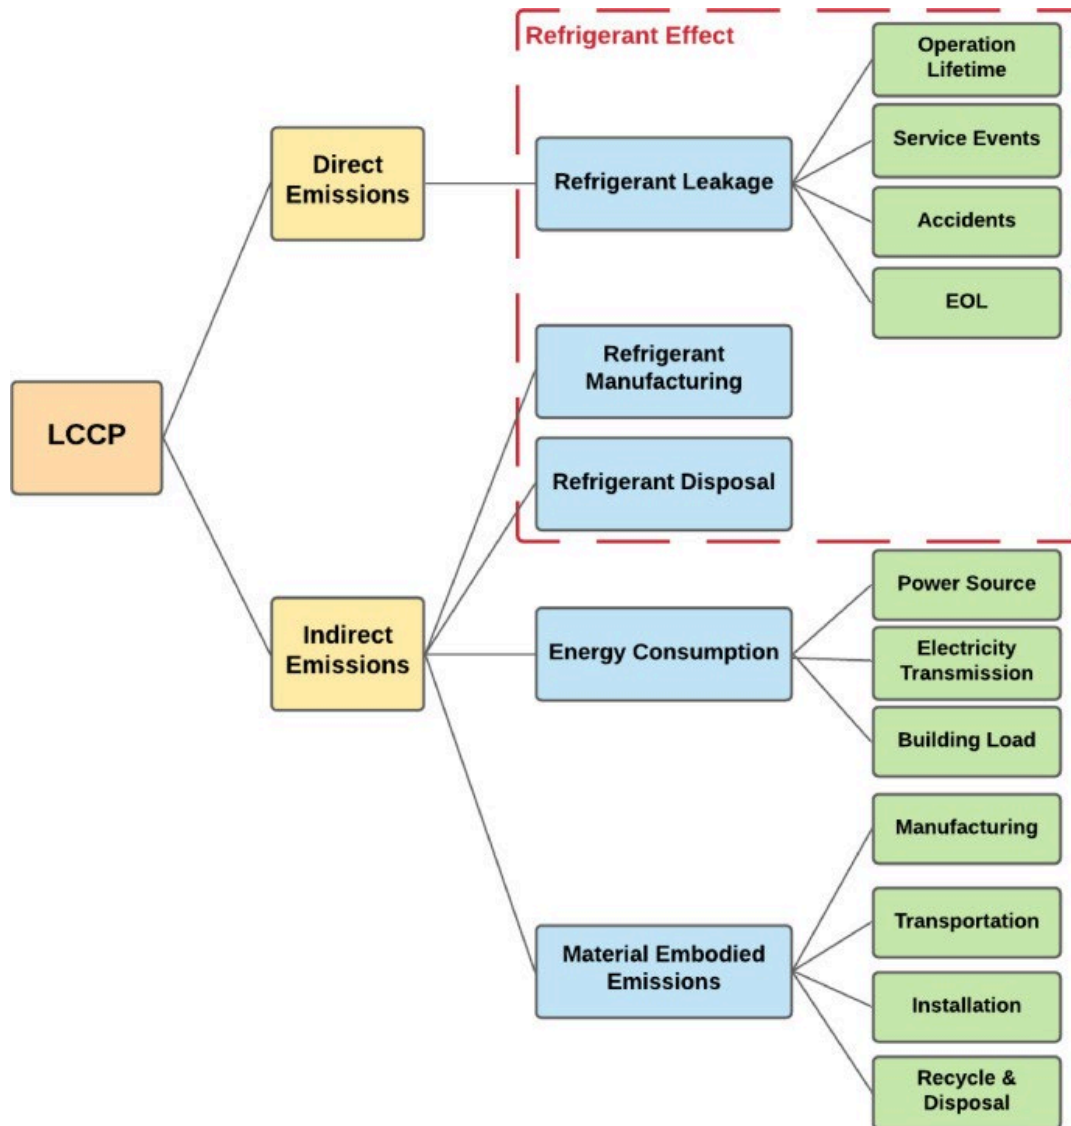 Refrigerant Effect
Operation
Lifetime
Service Events
Direct
Emissions
Refrigerant Leakage
Accidents
EOL
Refrigerant
Manufacturing
LCCP
Refrigerant Disposal
Power Source
Indirect
Emissions
Energy Consumption
Electricity
Transmission
Building Load
Manufacturing
Transportation
Material Embodied
Emissions
Installation
Recycle &
Disposal